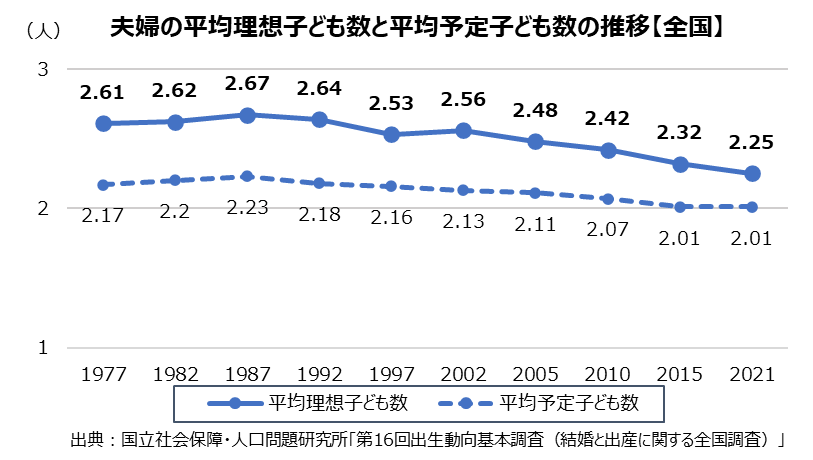 夫婦の平均理想子ども数と平均予定子ども数の推移【全国】
（人）
3
2.61 2.62 2.67 2.64 2.53 2.56 2.48 2.42 2.32 2.25
2
2.17 2.2 2.23 2.18 2.16 2.13 2.11 2.07 2.01 2.01
1
1977 1982 1987 1992 1997 2002 2005 2010 2015 2021
平均理想子ども数 平均予定子ども数
出典：国立社会保障・人口問題研究所「第16回出生動向基本調査（結婚と出産に関する全国調査）」